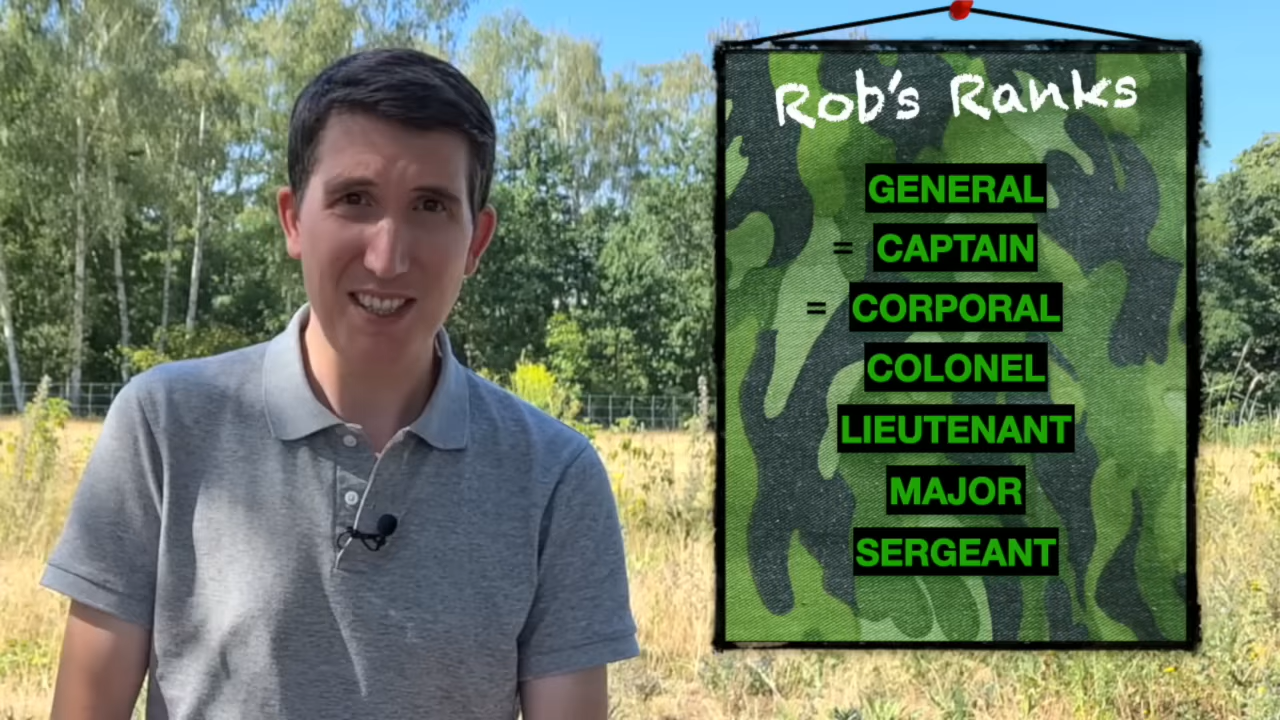 Rob's Ranks
GENERAL
= CAPTAIN
= CORPORAL
COLONEL
LIEUTENANT
MAJOR
SERGEANT